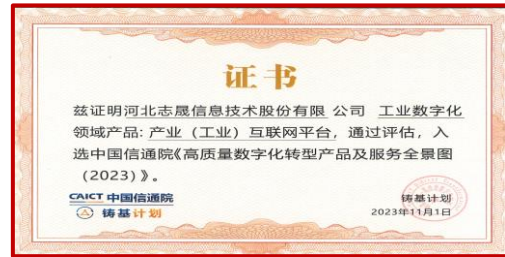 证书
兹证明河北志晟信息技术股份有限 公司 工业数字化
领域产品: 产业（工业）互联网平台，通过评估，入
选中国信通院《高质量数字化转型产品及服务全景图
（2023）》。
CAICT 中国信通院
铸基计划
铸基计划
2023年11月1日